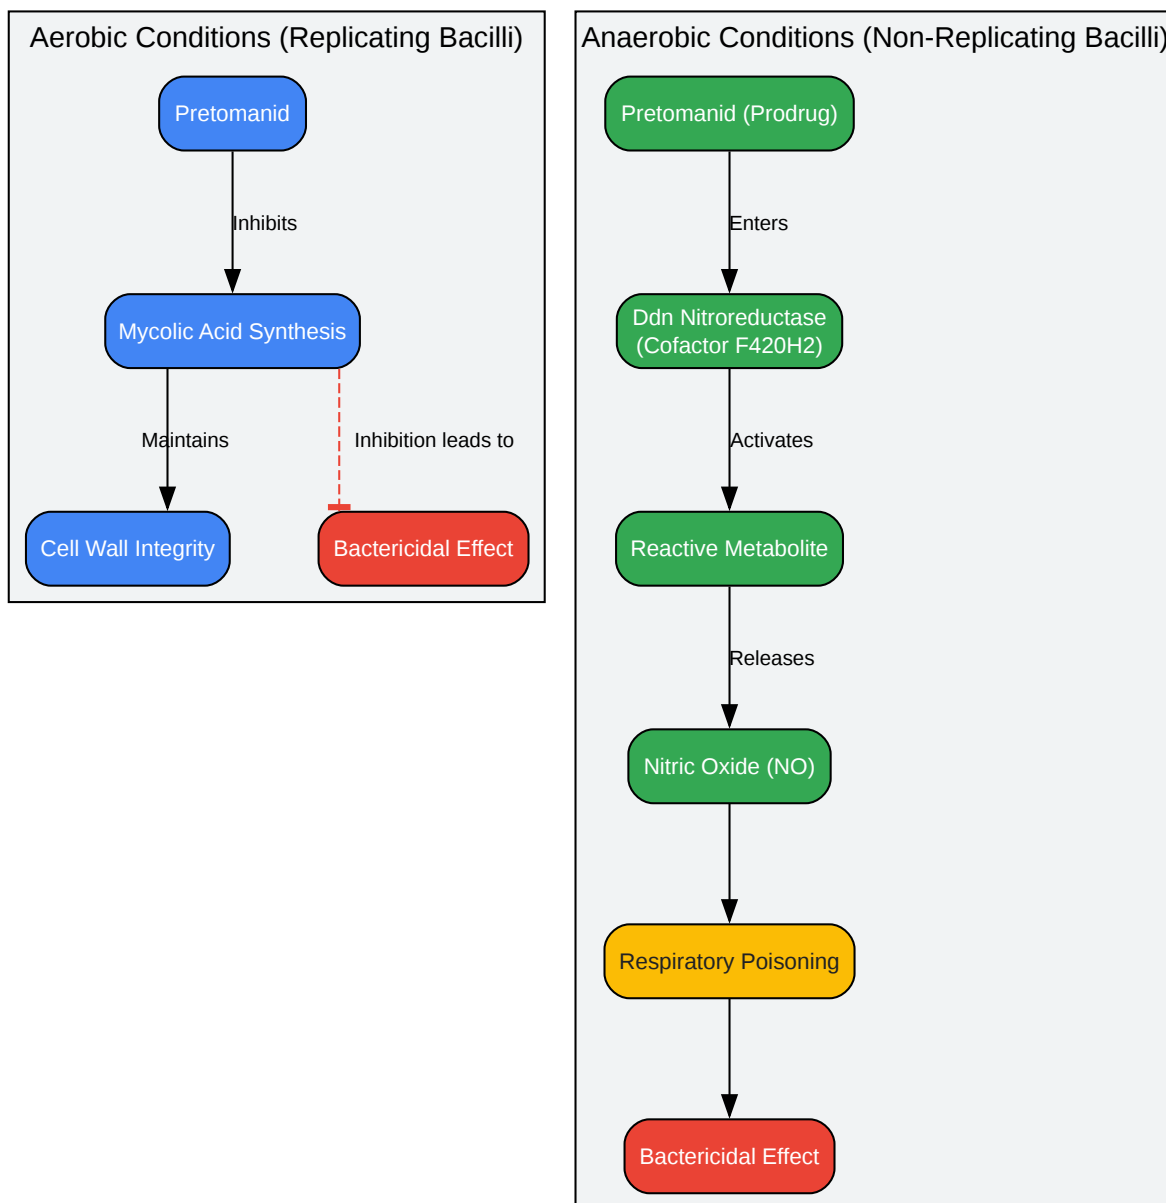 Aerobic Conditions (Replicating Bacilli)
Pretomanid
Inhibits
Mycolic Acid Synthesis
Maintains
Inhibition leads to
Cell Wall Integrity
Bactericidal Effect
Anaerobic Conditions (Non-Replicating Bacilli)
Pretomanid (Prodrug)
Enters
Ddn Nitroreductase
(Cofactor F420H2)
Activates
Reactive Metabolite
Releases
Nitric Oxide (NO)
Respiratory Poisoning
Bactericidal Effect